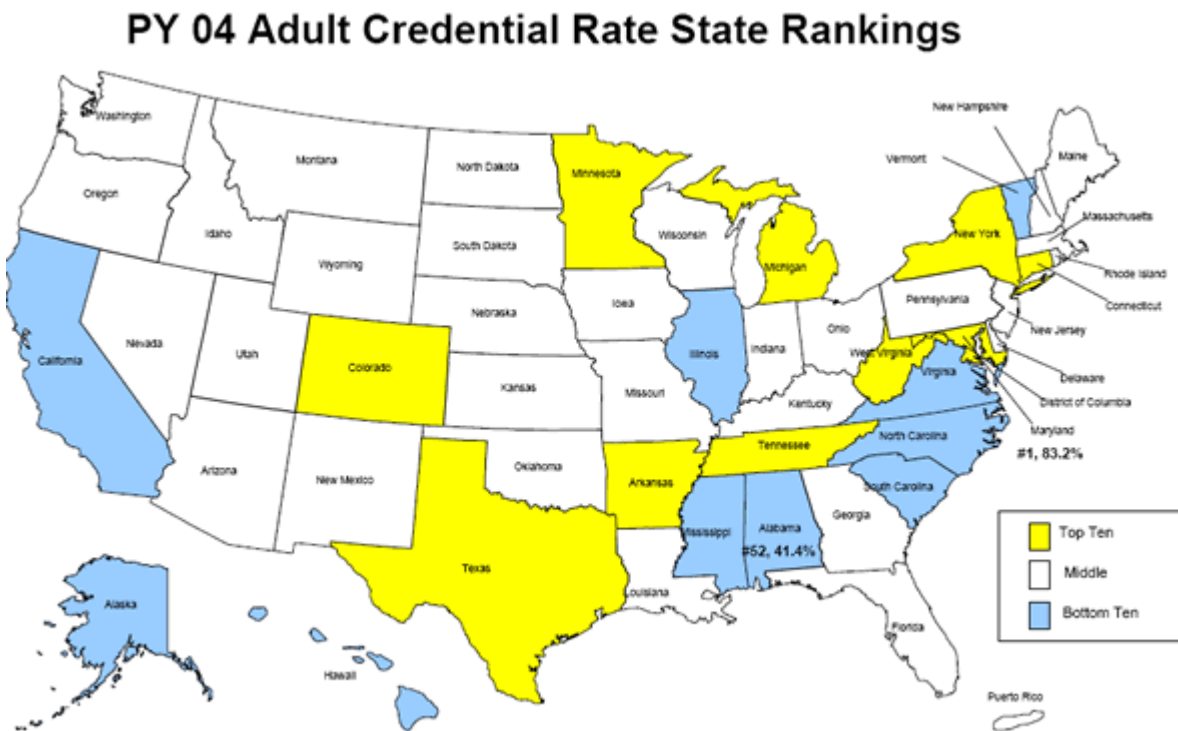 PY 04 Adult Credential Rate State Rankings
Washington
Montana
North Dakota
Minnesota
New Hampshire
Vermont
Maine
Oregon
Idaho
Wyoming
South Dakota
Wisconsin
Michigan
New York
Massachusetts
Rhode Island
Connecticut
Nebraska
Iowa
Pennsylvania
New Jersey
California
Nevada
Utah
Colorado
Kansas
Missouri
Illinois
Indiana
Ohio
West Virginia
Virginia
Delaware
District of Columbia
Kentucky
Maryland
#1, 83.2%
Arizona
New Mexico
Oklahoma
Arkansas
Tennessee
North Carolina
South Carolina
Texas
Louisiana
Mississippi
Alabama
#52, 41.4%
Georgia
Florida
Top Ten
Middle
Bottom Ten
Alaska
Hawaii
Puerto Rico